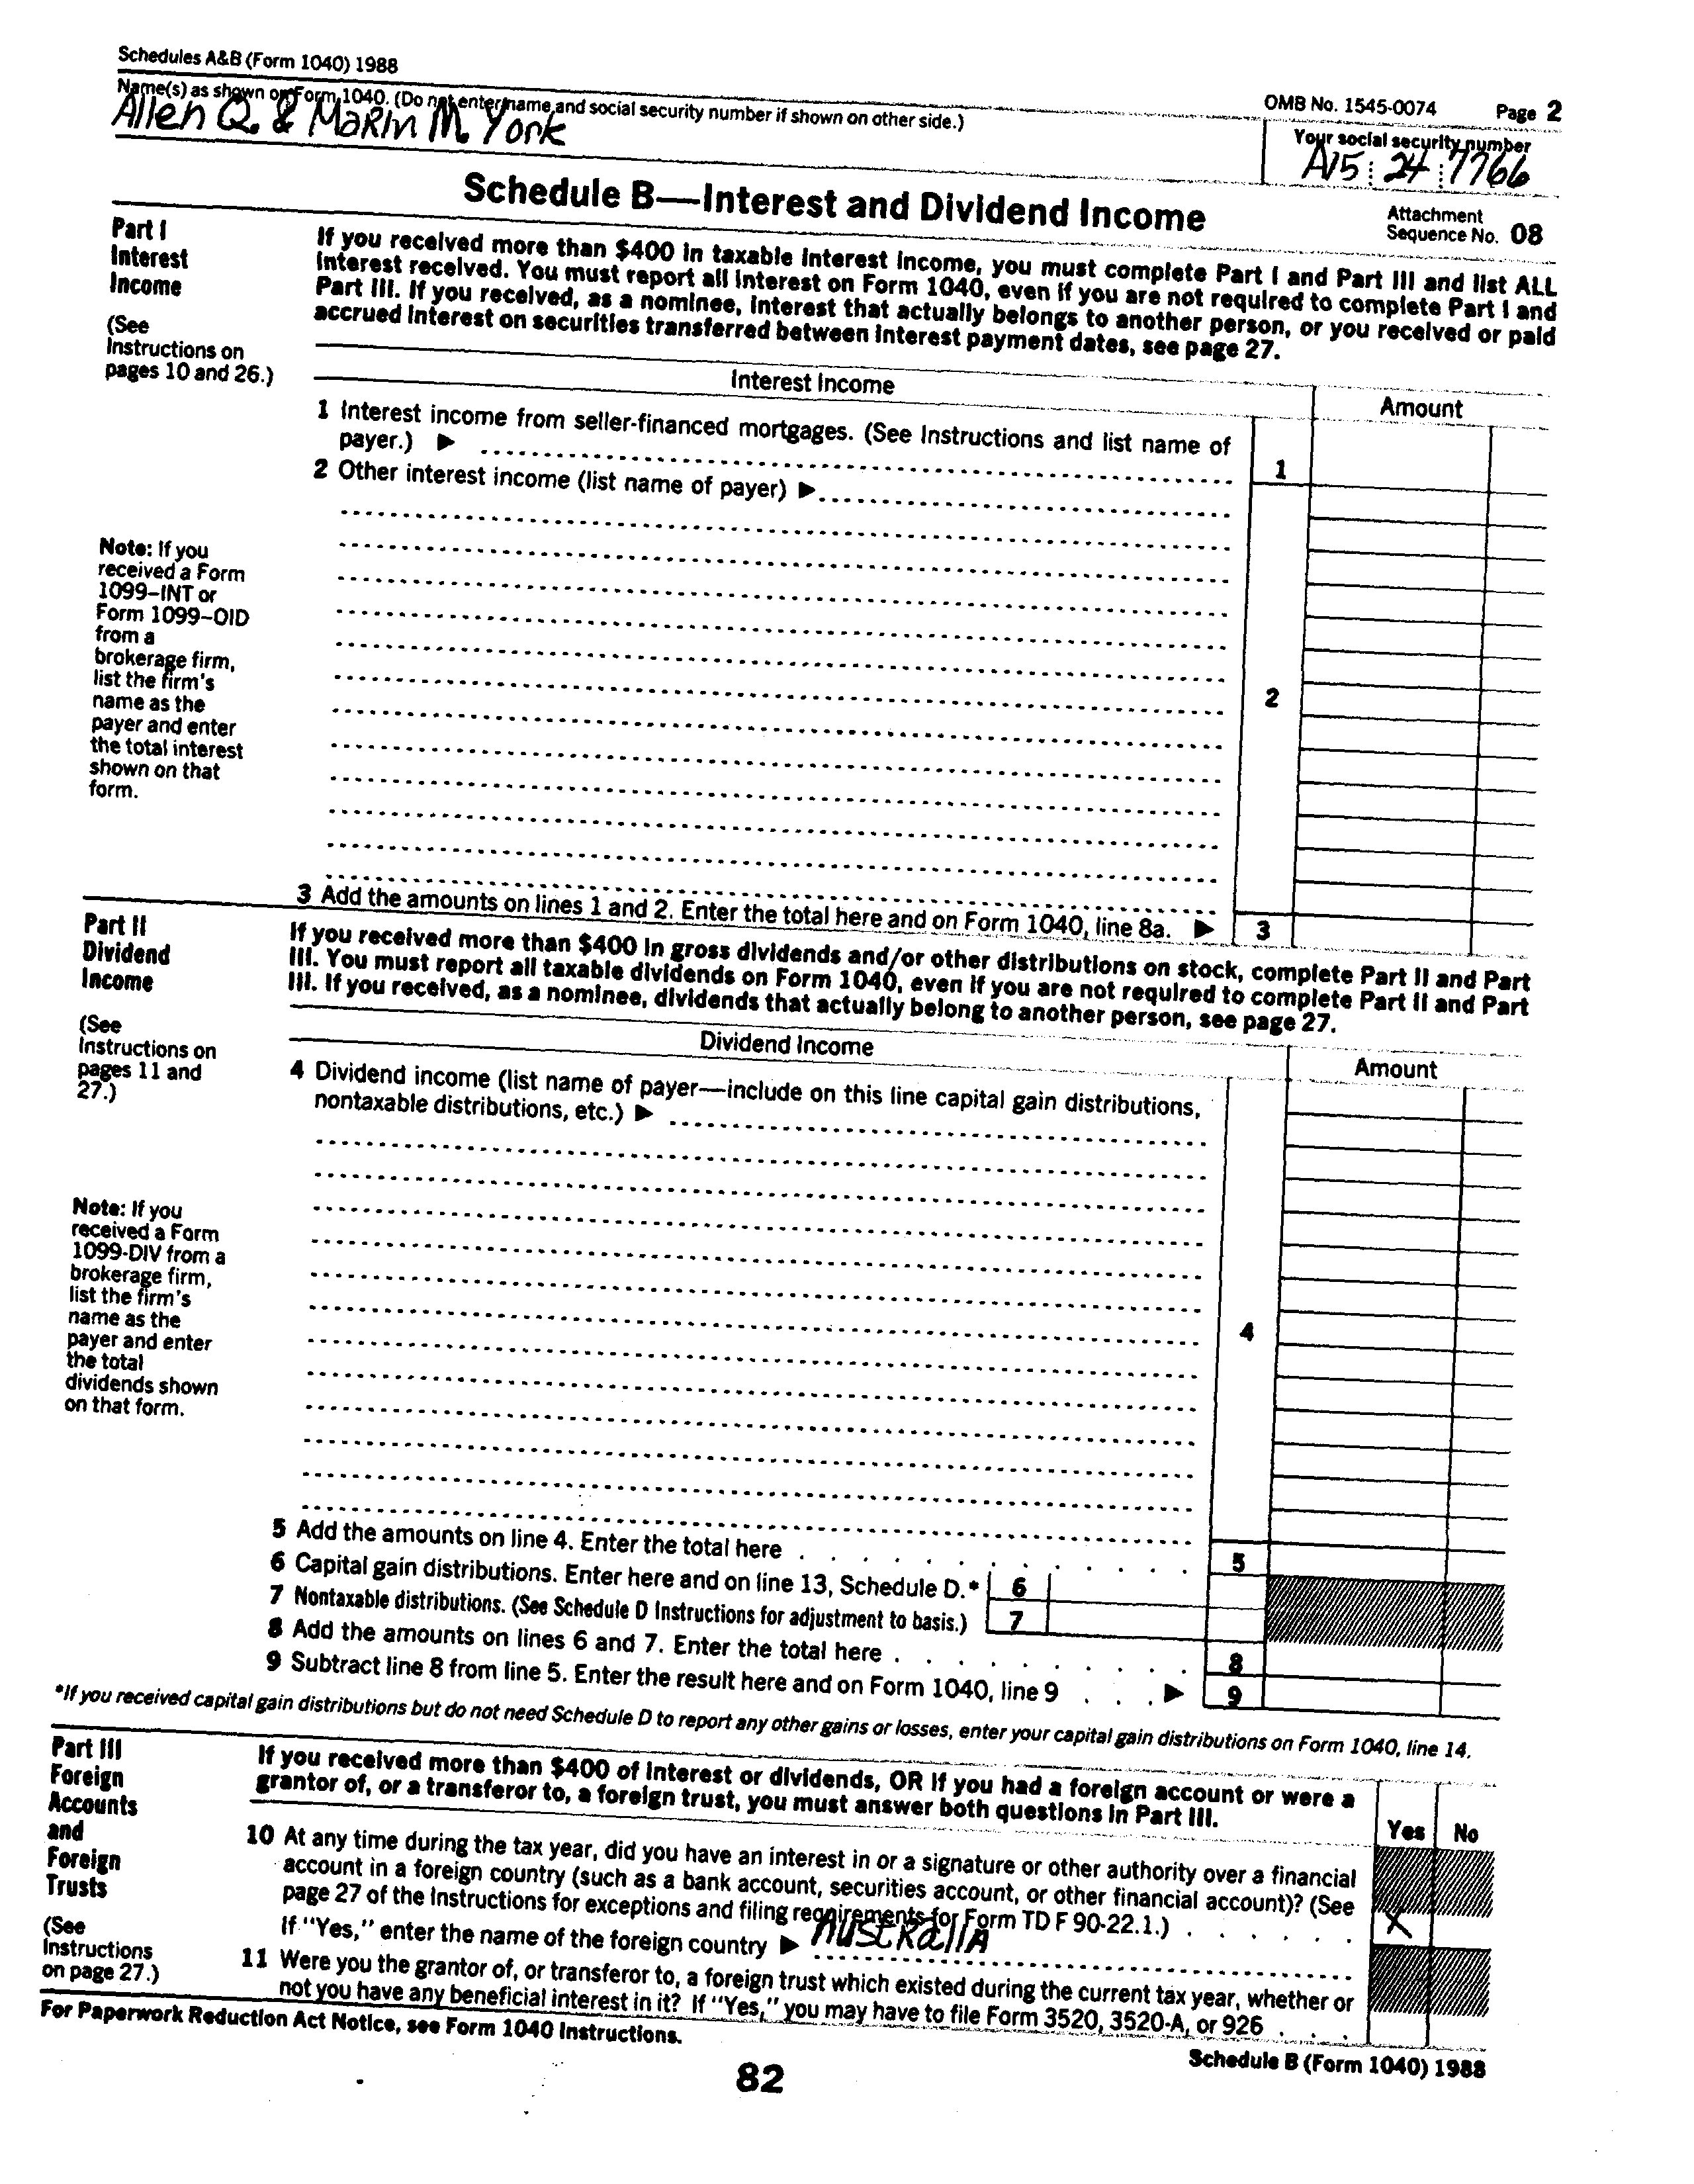 Schedules A&B (Form 1040) 1988
OMB No. 1545-0074 Page 2
Name(s) as shown on Form 1040. (Do not enter name and social security number if shown on other side.)
Allen Q. & Marin M. York
Your social security number
A15 24 7766
Schedule B—Interest and Dividend Income
Attachment
Sequence No. 08
Part I
Interest
Income
(See
Instructions on
pages 10 and 26.)
If you received more than $400 in taxable interest income, you must complete Part I and Part III and list ALL
interest received. You must report all interest on Form 1040, even if you are not required to complete Part I and
Part III. If you received, as a nominee, interest that actually belongs to another person, or you received or paid
accrued interest on securities transferred between interest payment dates, see page 27.
Interest Income
Amount
1 Interest income from seller-financed mortgages. (See Instructions and list name of
payer.) ▶
1
2 Other interest income (list name of payer) ▶
Note: If you
received a Form
1099–INT or
Form 1099–OID
from a
brokerage firm,
list the firm's
name as the
payer and enter
the total interest
shown on that
form.
2
3 Add the amounts on lines 1 and 2. Enter the total here and on Form 1040, line 8a. ▶ 3
Part II
Dividend
Income
(See
Instructions on
pages 11 and
27.)
If you received more than $400 in gross dividends and/or other distributions on stock, complete Part II and Part
III. You must report all taxable dividends on Form 1040, even if you are not required to complete Part II and Part
III. If you received, as a nominee, dividends that actually belong to another person, see page 27.
Dividend Income
Amount
4 Dividend income (list name of payer—include on this line capital gain distributions,
nontaxable distributions, etc.) ▶
Note: If you
received a Form
1099-DIV from a
brokerage firm,
list the firm's
name as the
payer and enter
the total
dividends shown
on that form.
4
5 Add the amounts on line 4. Enter the total here . . . . . . . . . . . . 5
6 Capital gain distributions. Enter here and on line 13, Schedule D.* 6
7 Nontaxable distributions. (See Schedule D Instructions for adjustment to basis.) 7
8 Add the amounts on lines 6 and 7. Enter the total here . . . . . . . . . . 8
9 Subtract line 8 from line 5. Enter the result here and on Form 1040, line 9 . . . ▶ 9
*If you received capital gain distributions but do not need Schedule D to report any other gains or losses, enter your capital gain distributions on Form 1040, line 14.
Part III
Foreign
Accounts
and
Foreign
Trusts
(See
Instructions
on page 27.)
If you received more than $400 of interest or dividends, OR if you had a foreign account or were a
grantor of, or a transferor to, a foreign trust, you must answer both questions in Part III.
Yes No
10 At any time during the tax year, did you have an interest in or a signature or other authority over a financial
account in a foreign country (such as a bank account, securities account, or other financial account)? (See
page 27 of the Instructions for exceptions and filing requirements for Form TD F 90-22.1.) . . . . . . X
If "Yes," enter the name of the foreign country ▶ Australia
11 Were you the grantor of, or transferor to, a foreign trust which existed during the current tax year, whether or
not you have any beneficial interest in it? If "Yes," you may have to file Form 3520, 3520-A, or 926 . . .
For Paperwork Reduction Act Notice, see Form 1040 Instructions.
Schedule B (Form 1040) 1988
82